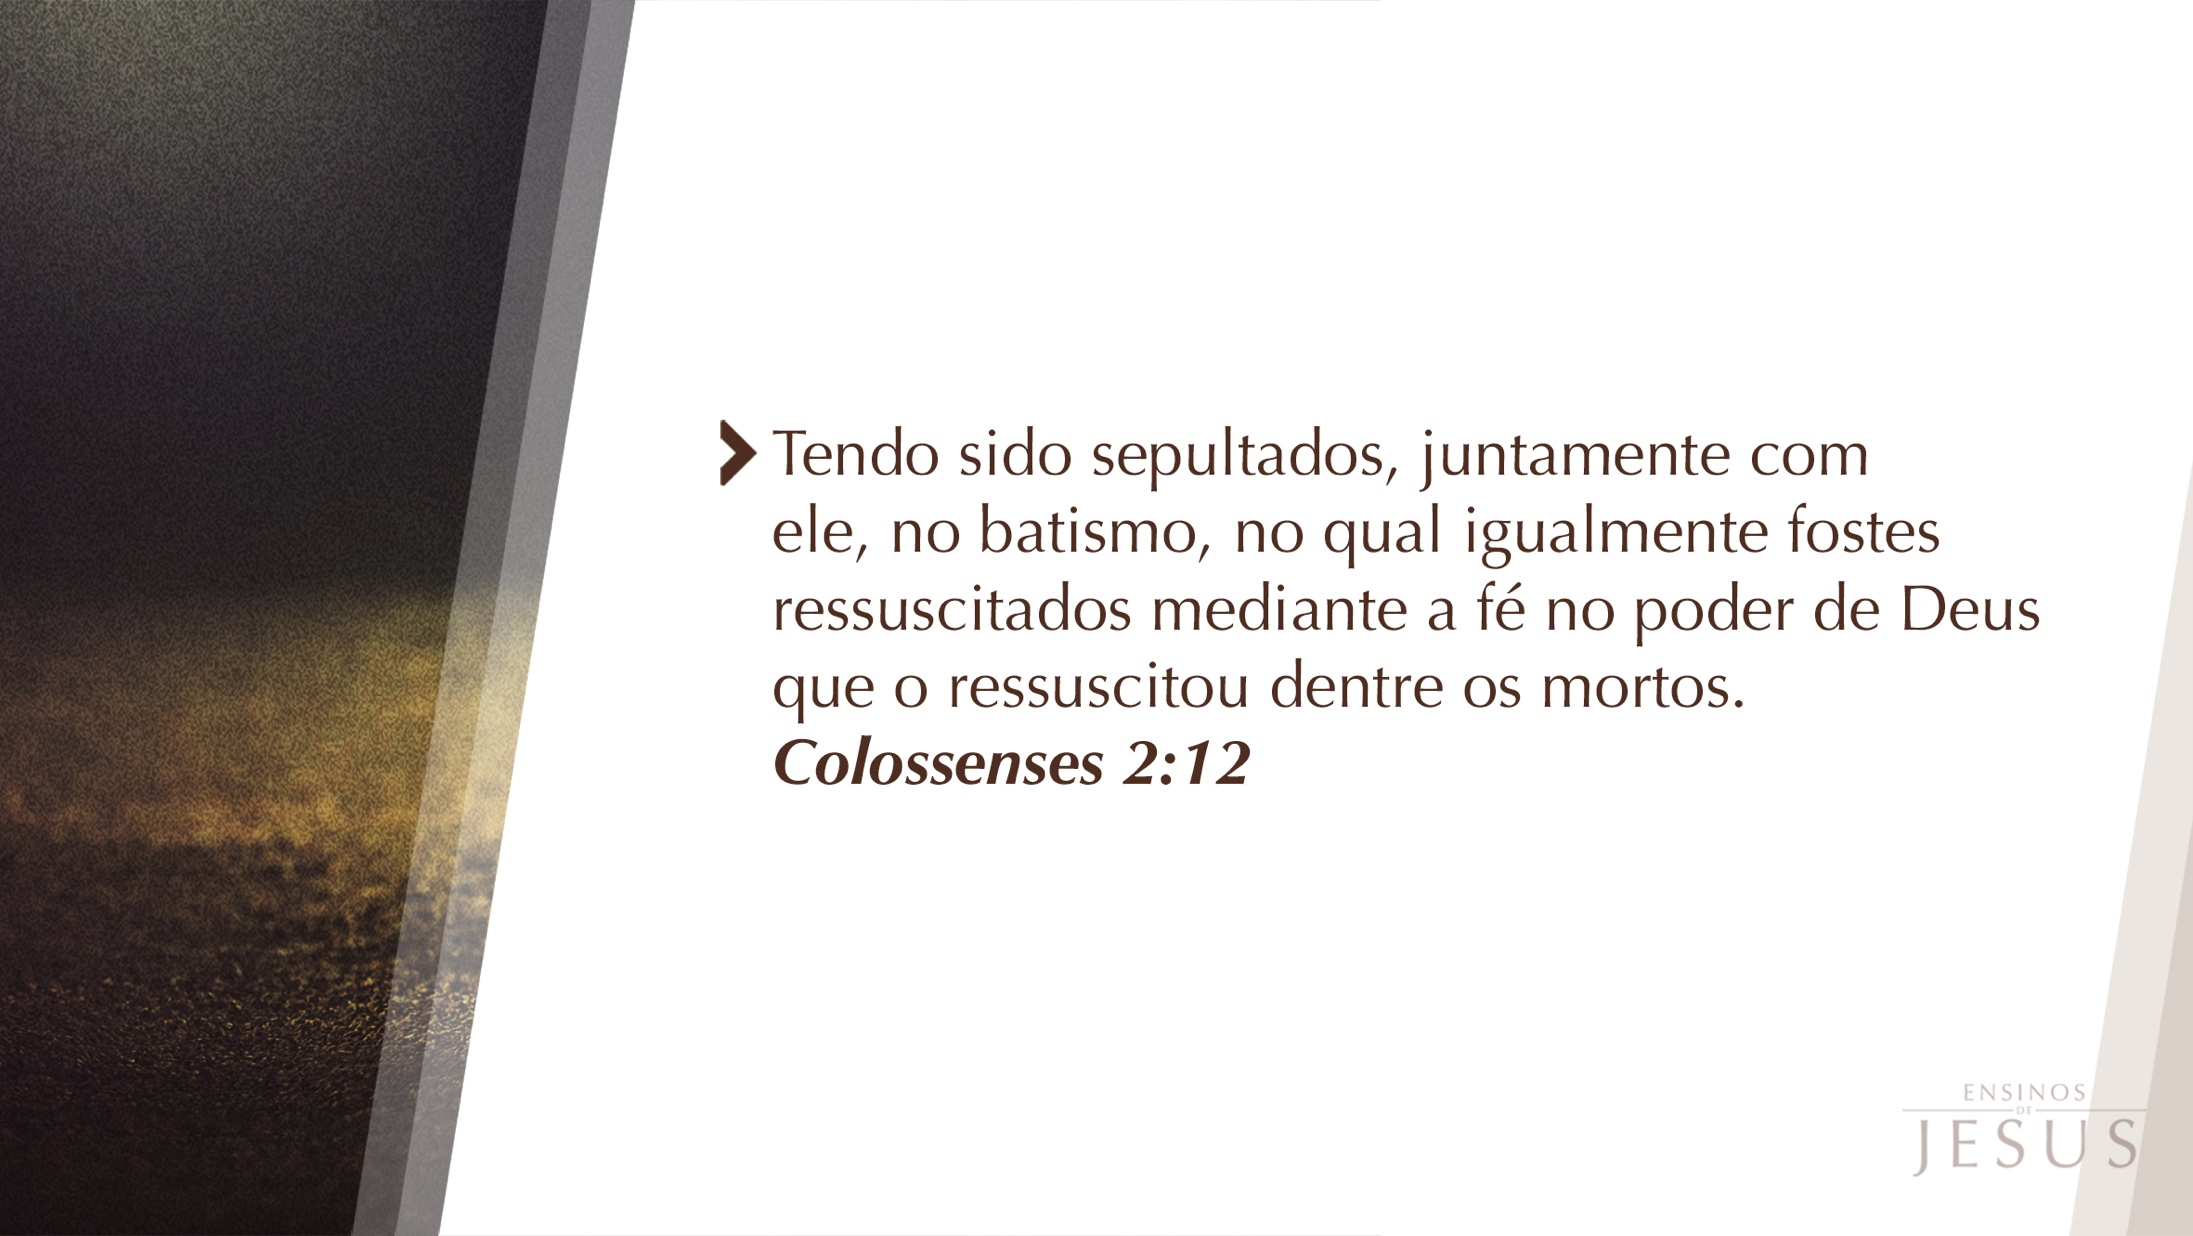 Tendo sido sepultados, juntamente com
ele, no batismo, no qual igualmente fostes
ressuscitados mediante a fé no poder de Deus
que o ressuscitou dentre os mortos.
Colossenses 2:12
ENSINOS
DE
JESUS